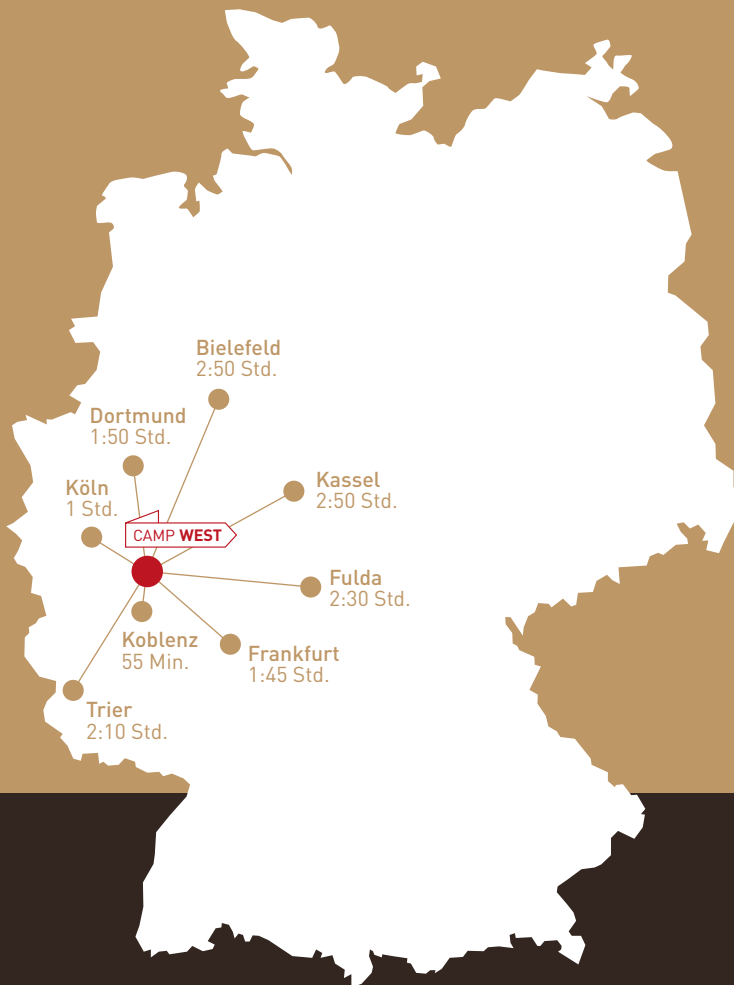 Bielefeld
2:50 Std.
Dortmund
1:50 Std.
Kassel
2:50 Std.
Köln
1 Std.
CAMP WEST
Fulda
2:30 Std.
Koblenz
55 Min.
Frankfurt
1:45 Std.
Trier
2:10 Std.